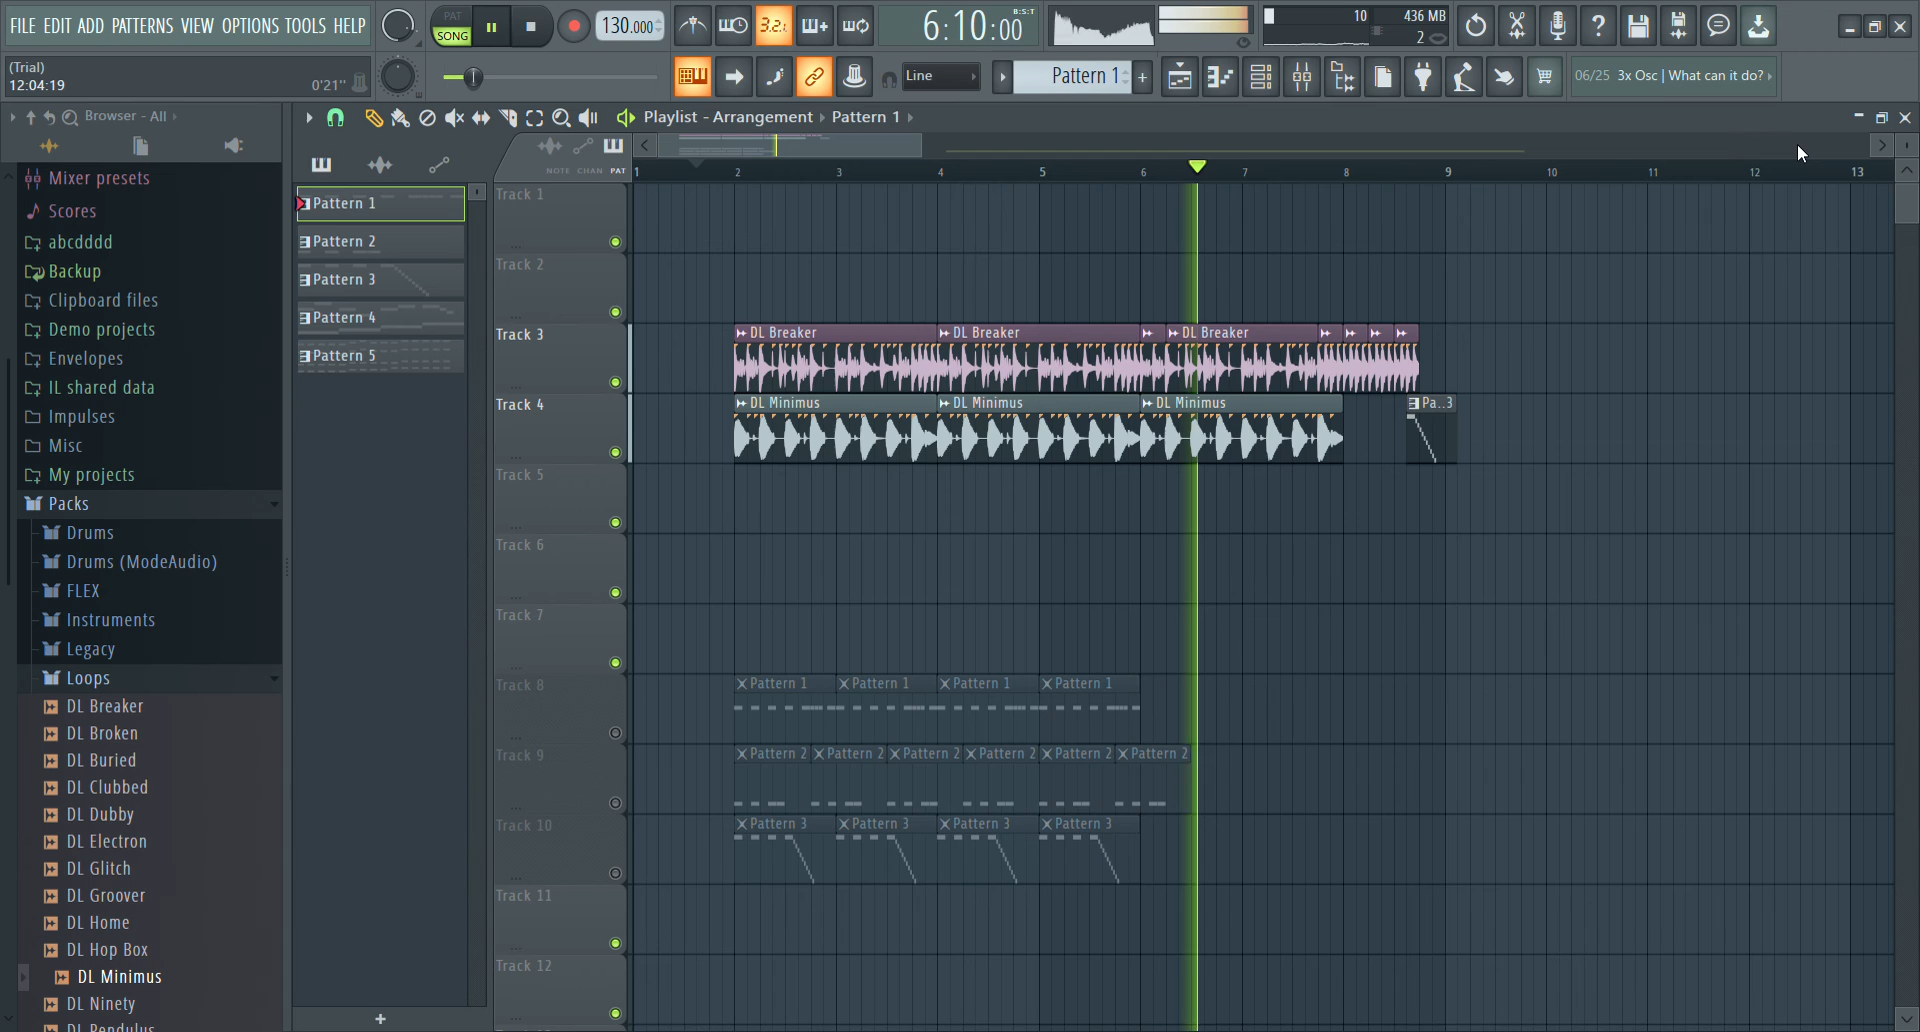 FILE EDIT ADD PATTERNS VIEW OPTIONS TOOLS HELP
PAT
SONG
130.000
3.2.
6:10:00
B:S:T
10
436 MB
2
(Trial)
12:04:19
0'21"
Line
Pattern 1
06/25 3x Osc | What can it do?
Browser - All
Playlist - Arrangement
Pattern 1
NOTE CHAN PAT
1 2 3 4 5 6 7 8 9 10 11 12 13
Mixer presets
Scores
abcdddd
Backup
Clipboard files
Demo projects
Envelopes
IL shared data
Impulses
Misc
My projects
Packs
Drums
Drums (ModeAudio)
FLEX
Instruments
Legacy
Loops
DL Breaker
DL Broken
DL Buried
DL Clubbed
DL Dubby
DL Electron
DL Glitch
DL Groover
DL Home
DL Hop Box
DL Minimus
DL Ninety
DL Pendulus
Pattern 1
Pattern 2
Pattern 3
Pattern 4
Pattern 5
Track 1
Track 2
Track 3
DL Breaker DL Breaker DL Breaker
Track 4
DL Minimus DL Minimus DL Minimus Pa..3
Track 5
Track 6
Track 7
Track 8
Pattern 1 Pattern 1 Pattern 1 Pattern 1
Track 9
Pattern 2 Pattern 2 Pattern 2 Pattern 2 Pattern 2 Pattern 2
Track 10
Pattern 3 Pattern 3 Pattern 3 Pattern 3
Track 11
Track 12